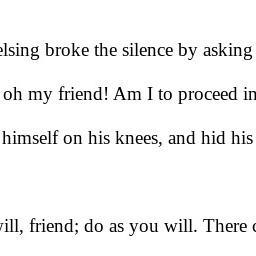 elsing broke the silence by asking
oh my friend! Am I to proceed in
himself on his knees, and hid his
will, friend; do as you will. There